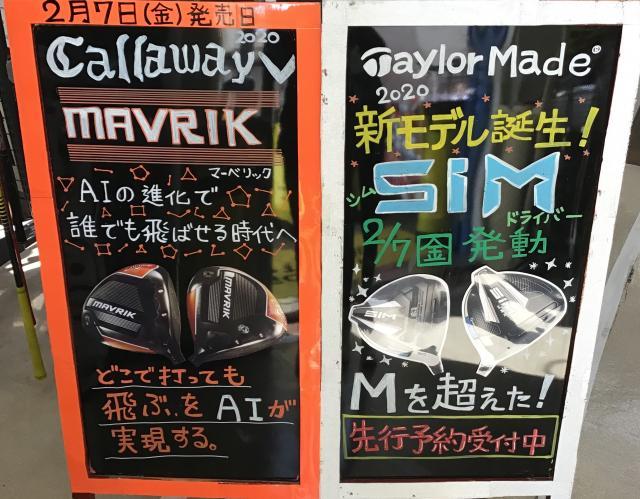 2月7日(金)発売日
Callaway
2020
MAVRIK
マーベリック
AIの進化で
誰でも飛ばせる時代へ
MAVRIK
MAVRIK
どこで打っても
飛ぶ、をAIが
実現する。
TaylorMade
2020
新モデル誕生!
シム
SiM
ドライバー
2/7金発動
SIM
SIM
Mを超えた!
先行予約受付中